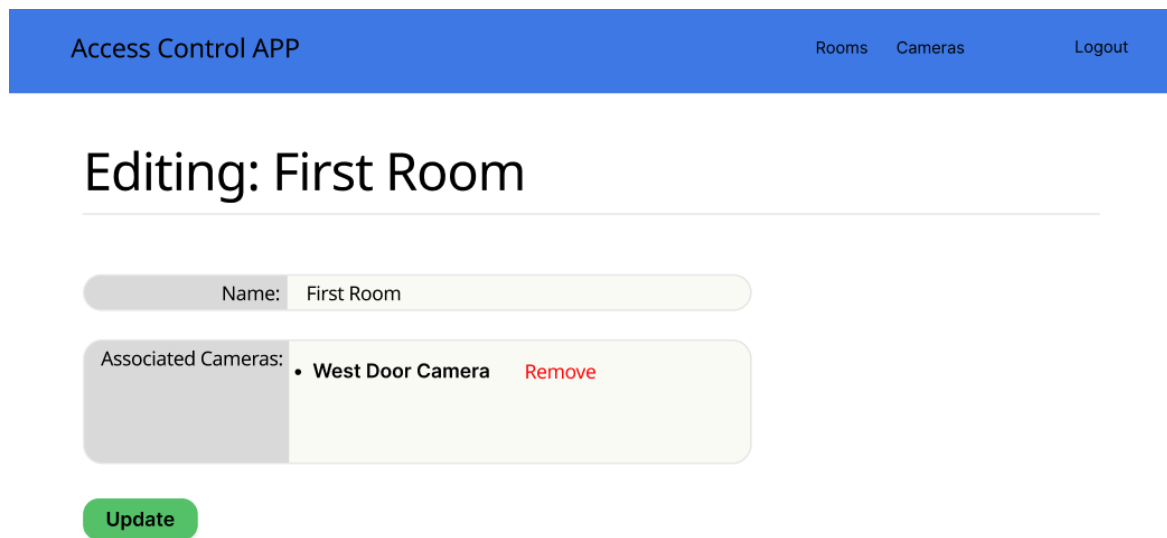 Access Control APP Rooms Cameras Logout
Editing: First Room
Name: First Room
Associated Cameras:
• West Door Camera Remove
Update